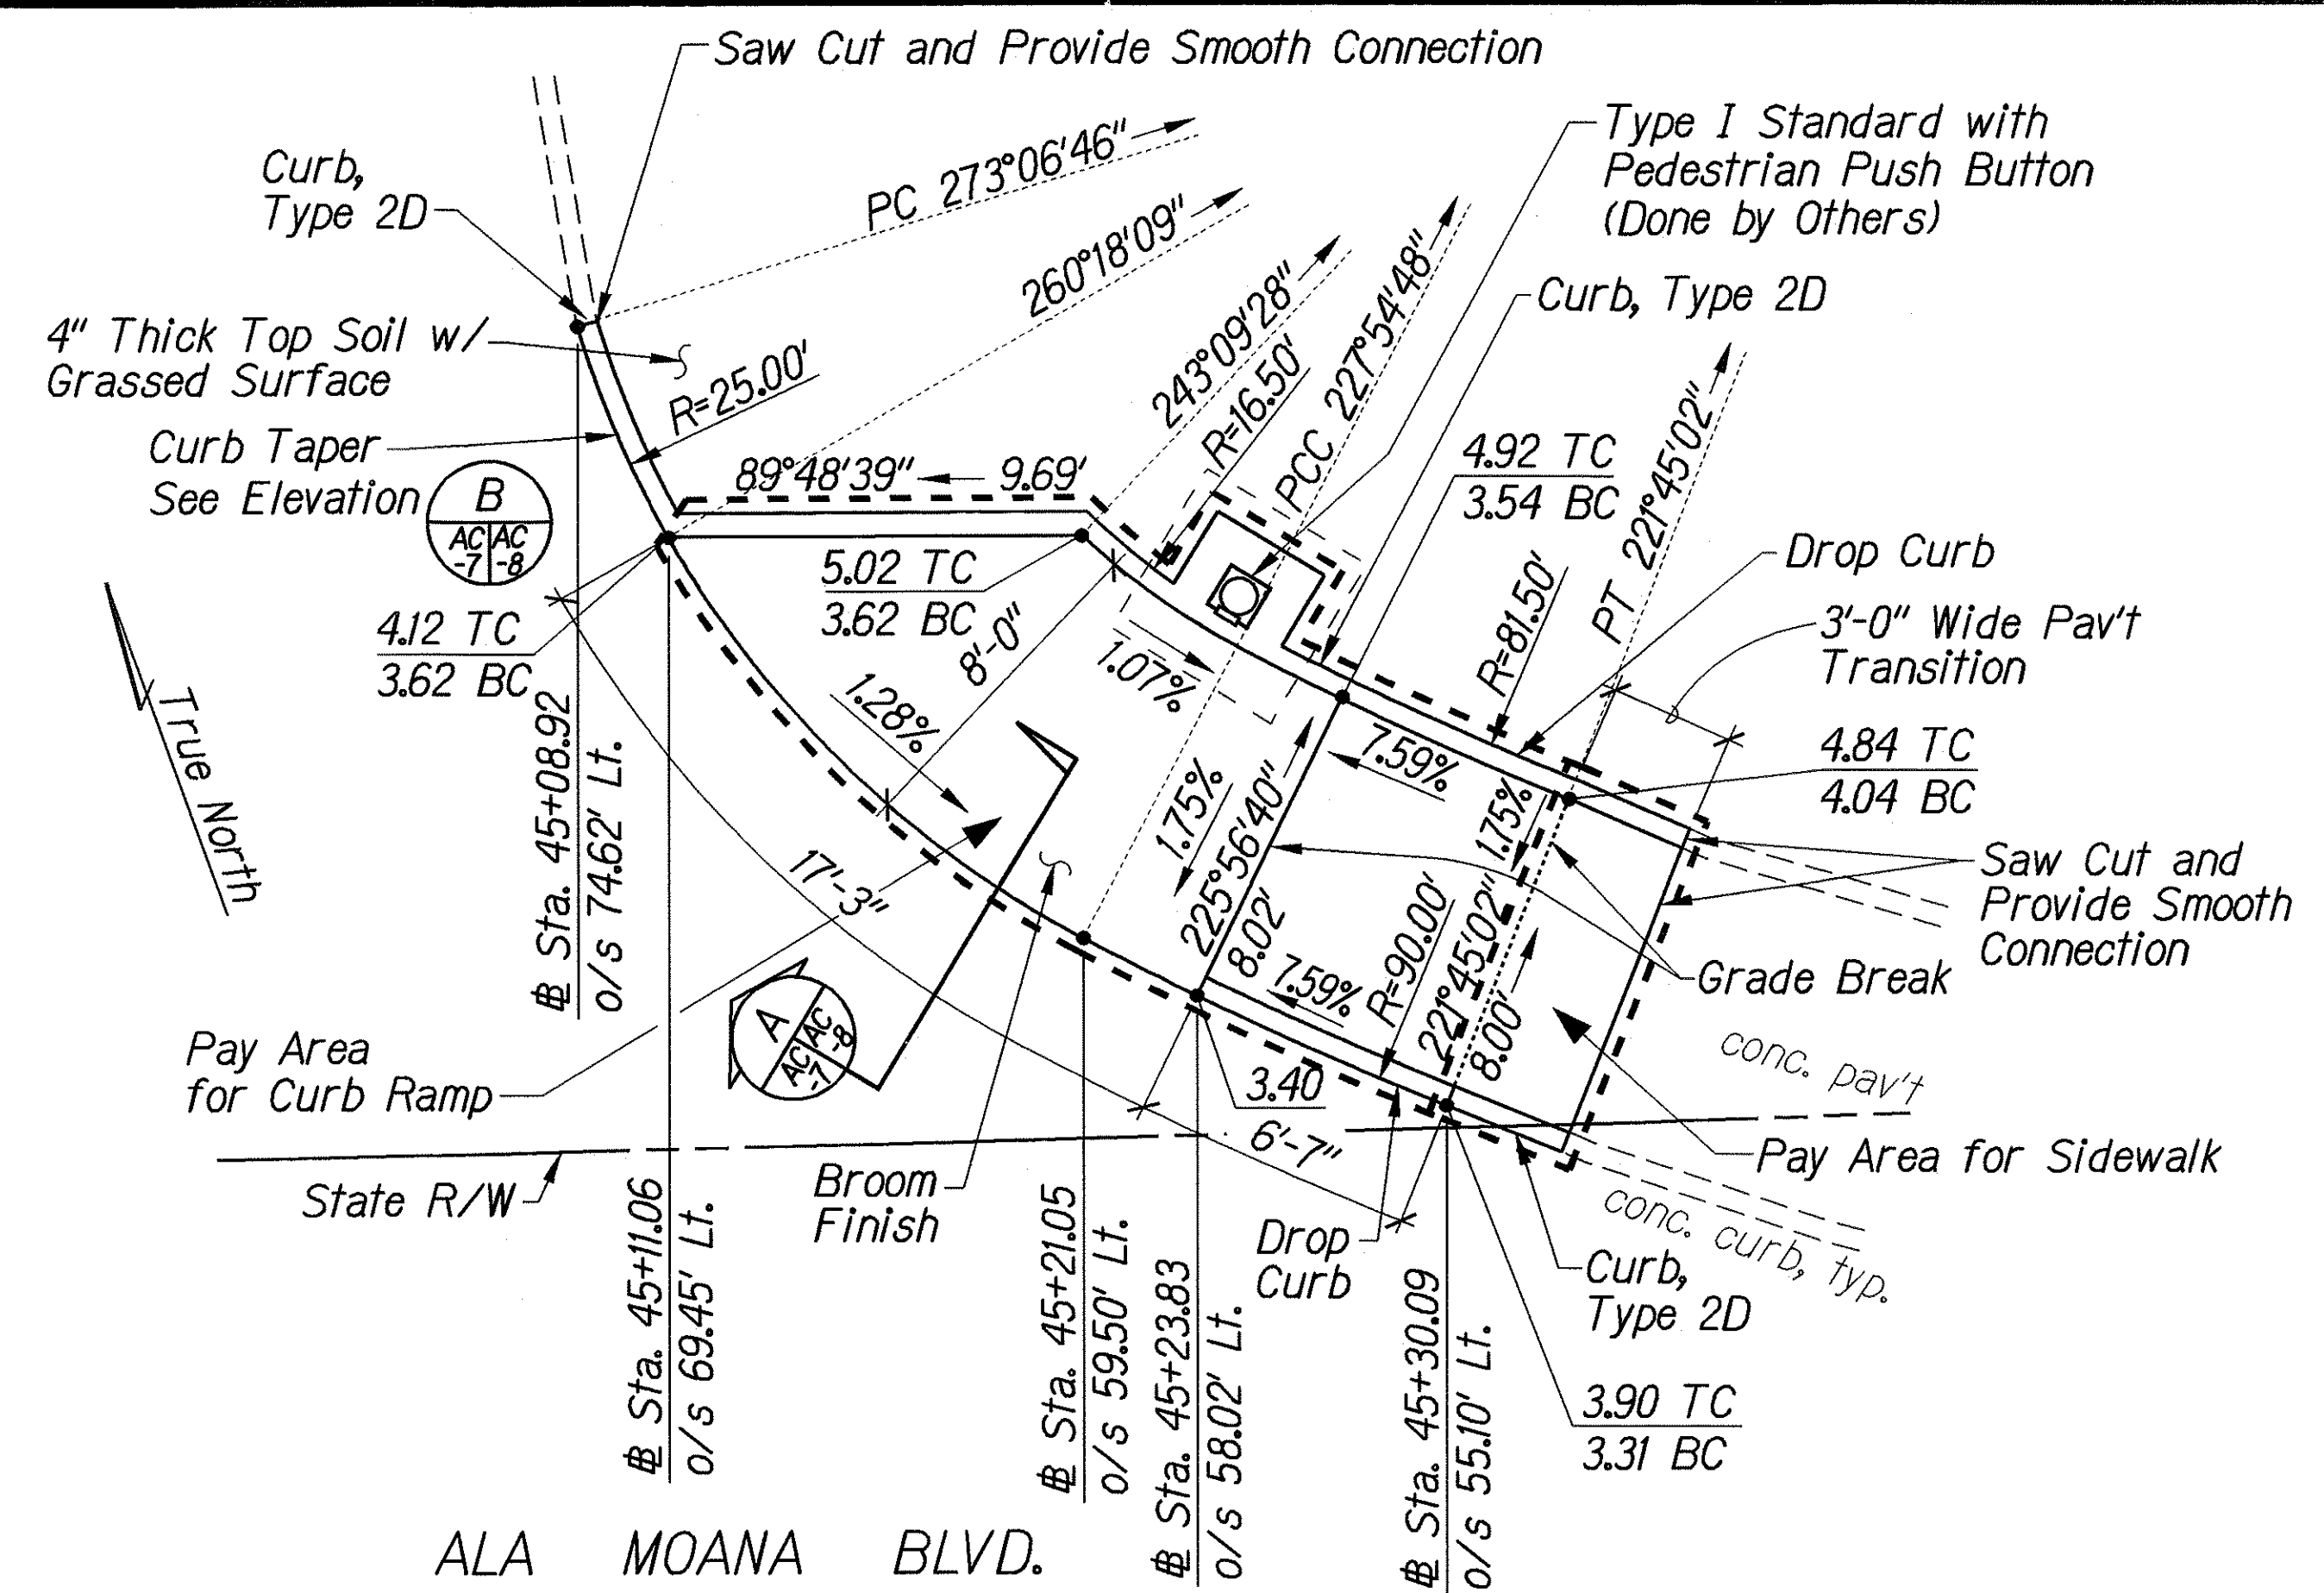 Saw Cut and Provide Smooth Connection
Type I Standard with
Pedestrian Push Button
(Done by Others)
Curb,
Type 2D
PC 273°06'46"
260°18'09"
243°09'28"
R=16.50'
PCC 227°54'48"
Curb, Type 2D
4" Thick Top Soil w/
Grassed Surface
R=25.00'
Curb Taper
See Elevation
B
AC
-7
AC
-8
89°48'39"
9.69'
4.92 TC
3.54 BC
PT 221°45'02"
R=81.50'
Drop Curb
3'-0" Wide Pav't
Transition
5.02 TC
3.62 BC
4.12 TC
3.62 BC
8'-0"
1.07%
1.28%
True North
7.59%
1.75%
1.75%
4.84 TC
4.04 BC
225°56'40"
8.02'
17'-3"
Saw Cut and
Provide Smooth
Connection
Grade Break
R=90.00'
221°45'02"
8.00'
7.59%
₧ Sta. 45+08.92
o/s 74.62' Lt.
A
AC
-7
AC
-8
Pay Area
for Curb Ramp
3.40
6'-7"
conc. pav't
Pay Area for Sidewalk
State R/W
Broom
Finish
Drop
Curb
conc. curb, typ.
Curb,
Type 2D
3.90 TC
3.31 BC
Sta. 45+11.06
o/s 69.45' Lt.
Sta. 45+21.05
o/s 59.50' Lt.
Sta. 45+23.83
o/s 58.02' Lt.
Sta. 45+30.09
o/s 55.10' Lt.
ALA MOANA BLVD.